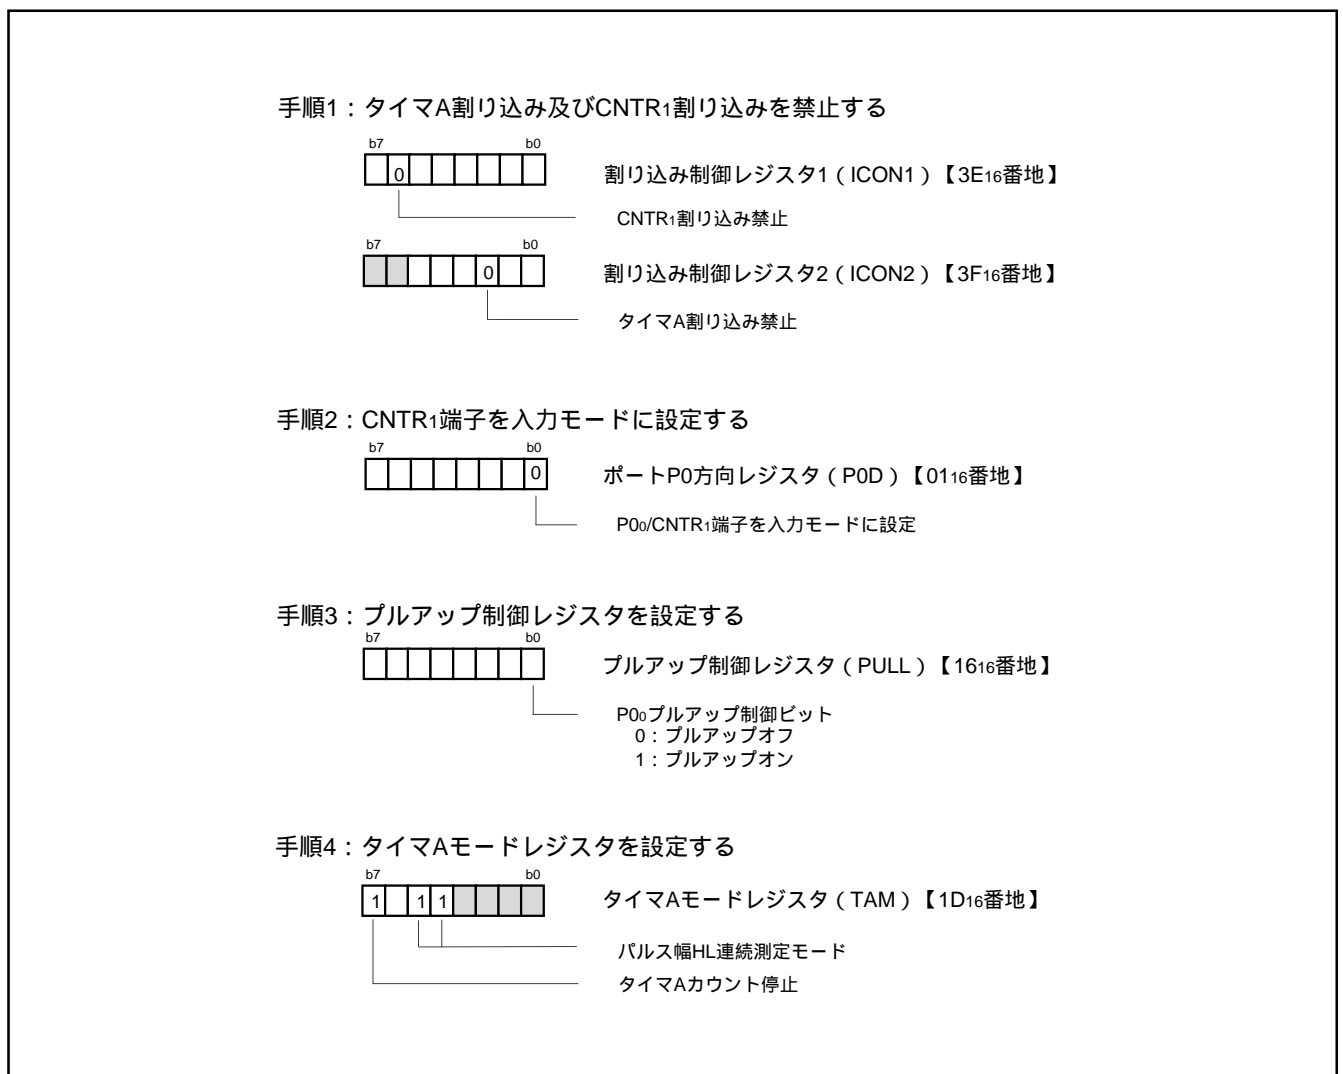 手順1：タイマA割り込み及びCNTR1割り込みを禁止する
b7 b0
0 割り込み制御レジスタ1（ICON1）【3E16番地】
CNTR1割り込み禁止
b7 b0
0 割り込み制御レジスタ2（ICON2）【3F16番地】
タイマA割り込み禁止
手順2：CNTR1端子を入力モードに設定する
b7 b0
0 ポートP0方向レジスタ（P0D）【0116番地】
P00/CNTR1端子を入力モードに設定
手順3：プルアップ制御レジスタを設定する
b7 b0
プルアップ制御レジスタ（PULL）【1616番地】
P00プルアップ制御ビット
0：プルアップオフ
1：プルアップオン
手順4：タイマAモードレジスタを設定する
b7 b0
1 1 1 タイマAモードレジスタ（TAM）【1D16番地】
パルス幅HL連続測定モード
タイマAカウント停止